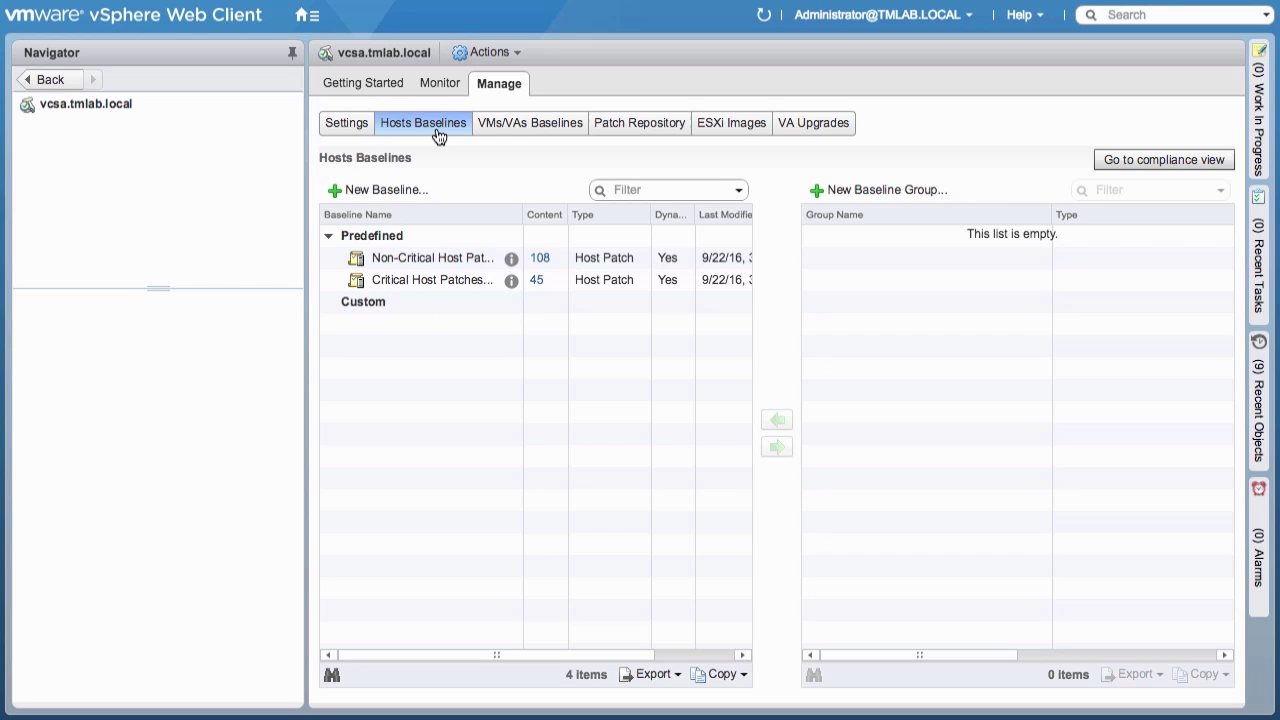 vmware® vSphere Web Client
Administrator@TMLAB.LOCAL
Help
Search
Navigator
Back
vcsa.tmlab.local
vcsa.tmlab.local
Actions
Getting Started
Monitor
Manage
Settings
Hosts Baselines
VMs/VAs Baselines
Patch Repository
ESXi Images
VA Upgrades
Hosts Baselines
Go to compliance view
New Baseline...
Filter
New Baseline Group...
Filter
Baseline Name
Content
Type
Dyna...
Last Modifie
Group Name
Type
Predefined
This list is empty.
Non-Critical Host Pat...
108
Host Patch
Yes
9/22/16,
Critical Host Patches...
45
Host Patch
Yes
9/22/16,
Custom
4 items
Export
Copy
0 items
Export
Copy
(0) Work In Progress
(0) Recent Tasks
(9) Recent Objects
(0) Alarms